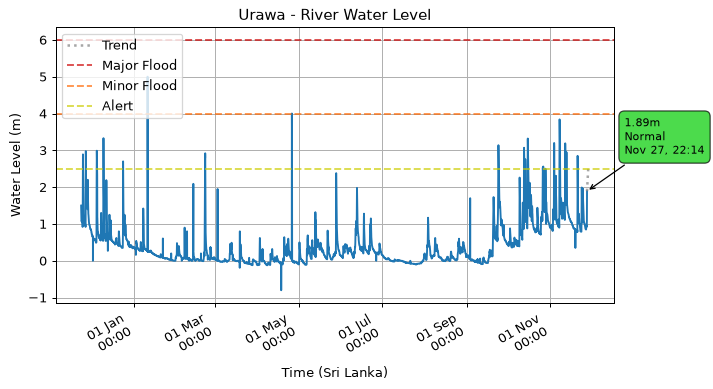 Urawa - River Water Level
Trend
Major Flood
Minor Flood
Alert
1.89m
Normal
Nov 27, 22:14
Water Level (m)
6
5
4
3
2
1
0
−1
01 Jan
00:00
01 Mar
00:00
01 May
00:00
01 Jul
00:00
01 Sep
00:00
01 Nov
00:00
Time (Sri Lanka)